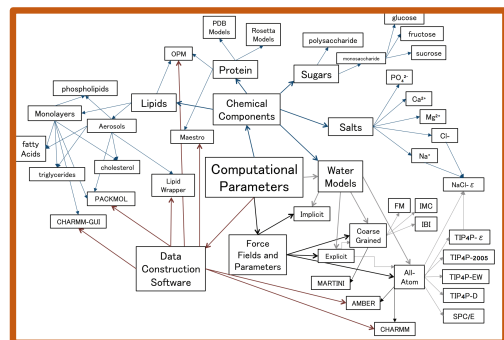 glucose
PDB
Models
Rosetta
Models
fructose
polysaccharide
OPM
monosaccharide
sucrose
Protein
Sugars
phospholipids
PO₄²⁻
Lipids
Chemical
Components
Ca²⁺
Monolayers
Mg²⁺
Aerosols
Salts
Maestro
Cl-
fatty
Acids
Na⁺
cholesterol
triglycerides
Lipid
Wrapper
Computational
Parameters
Water
Models
NaCl-ε
PACKMOL
FM
IMC
Implicit
CHARMM-GUI
IBI
Coarse
Grained
TIP4P-ε
Force
Fields and
Parameters
Explicit
TIP4P-2005
Data
Construction
Software
All-
Atom
TIP4P-EW
MARTINI
TIP4P-D
AMBER
SPC/E
CHARMM